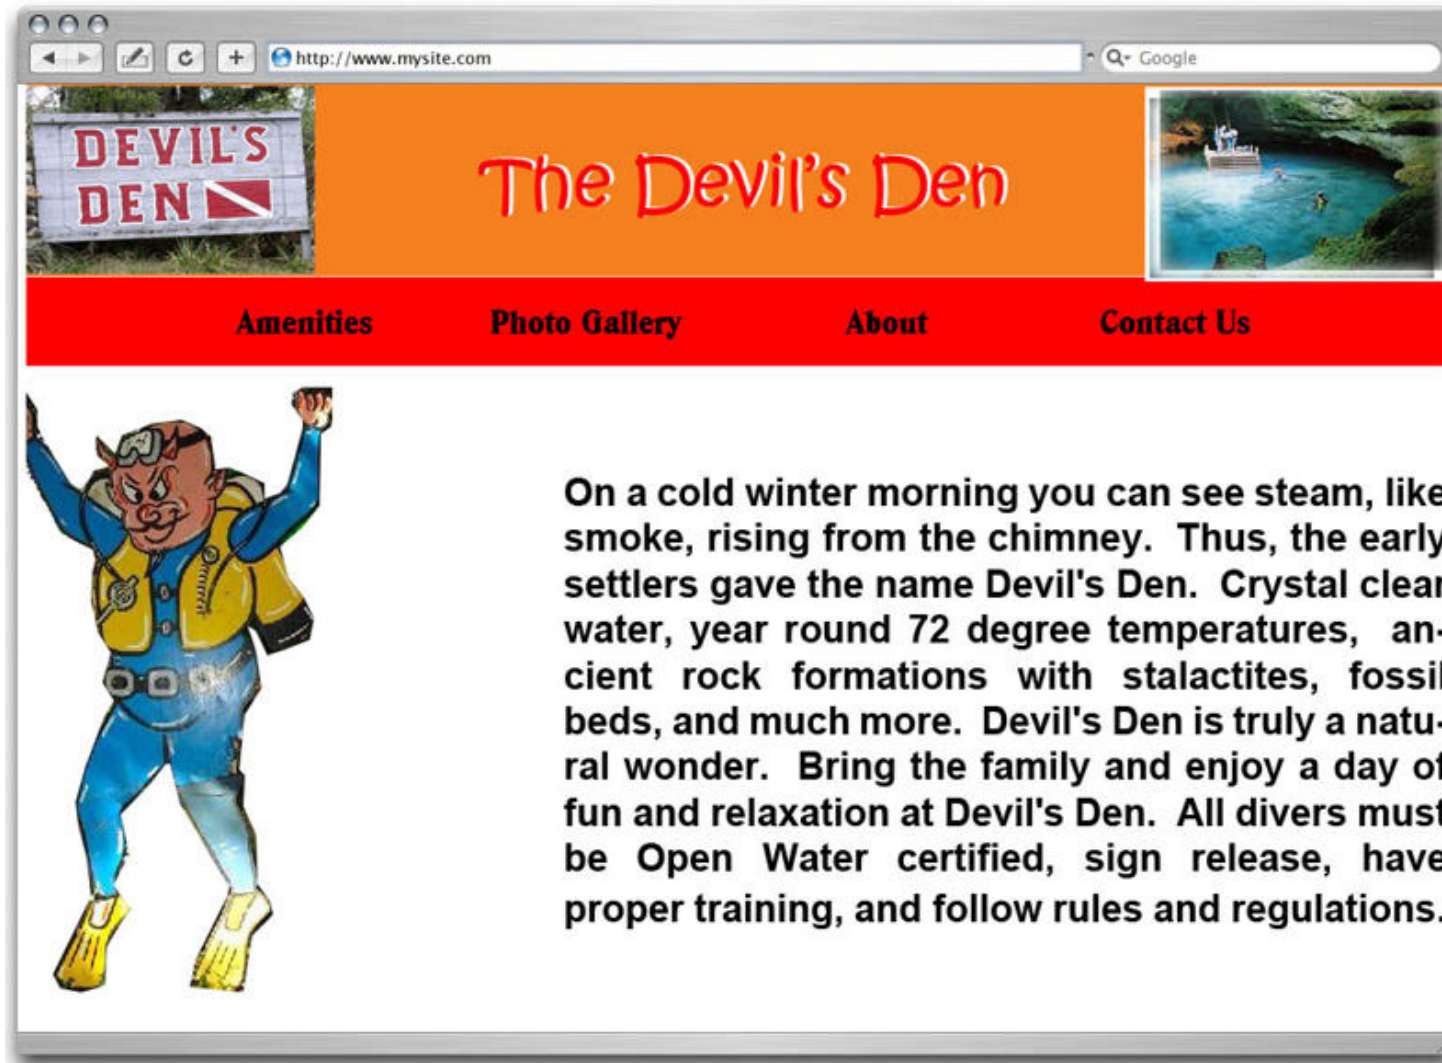 http://www.mysite.com
Google
DEVIL'S
DEN
The Devil's Den
Amenities Photo Gallery About Contact Us
On a cold winter morning you can see steam, like
smoke, rising from the chimney. Thus, the early
settlers gave the name Devil's Den. Crystal clear
water, year round 72 degree temperatures, an-
cient rock formations with stalactites, fossil
beds, and much more. Devil's Den is truly a natu-
ral wonder. Bring the family and enjoy a day of
fun and relaxation at Devil's Den. All divers must
be Open Water certified, sign release, have
proper training, and follow rules and regulations.